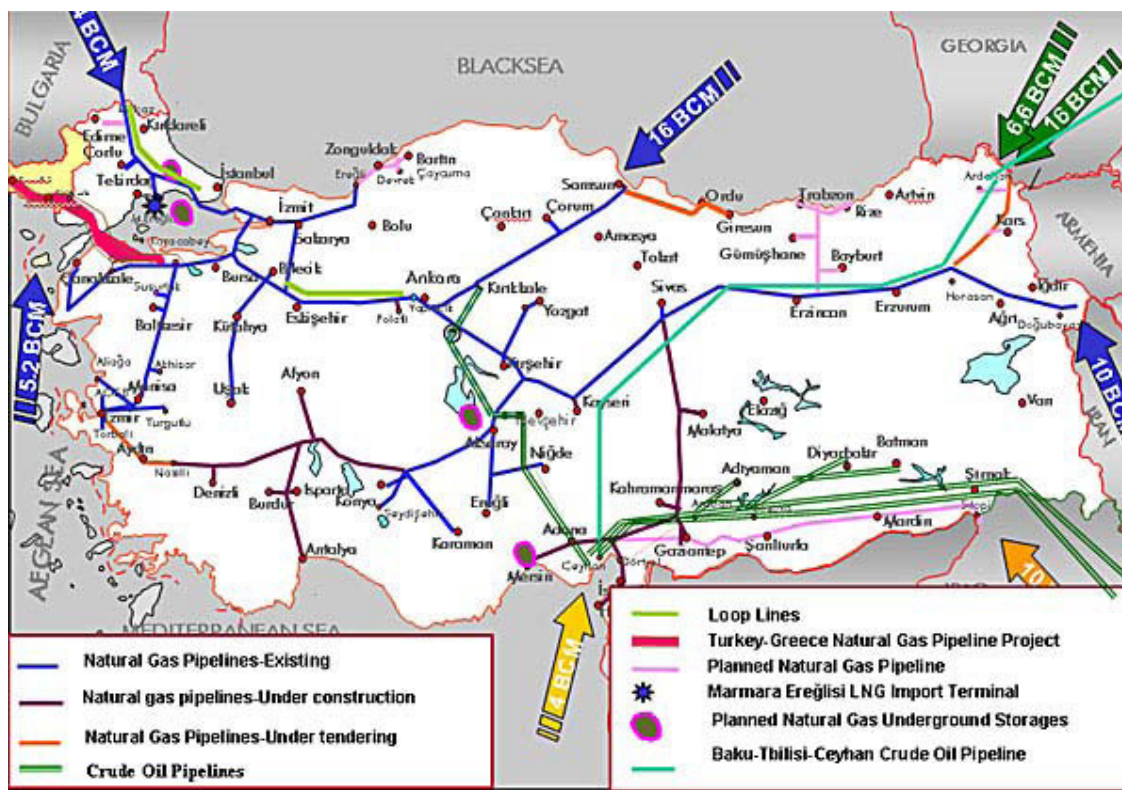 BULGARIA
4 BCM
BLACKSEA
GEORGIA
6,6 BCM
16 BCM
16 BCM
ARMENIA
IRAN
10 BCM
5.2 BCM
4 BCM
AEGEAN SEA
MEDITERRANEAN SEA
Edirne
Kırklareli
Çorlu
Tekirdağ
İstanbul
Zonguldak
Bartın
Ereğli
Devrek
Çaycuma
Samsun
Ordu
Giresun
Trabzon
Rize
Artvin
Kars
İzmit
Sakarya
Bolu
Çankırı
Çorum
Amasya
Tokat
Gümüşhane
Bayburt
Çanakkale
Bursa
Bilecik
Ankara
Kırıkkale
Yozgat
Sivas
Erzincan
Erzurum
Horasan
Iğdır
Ağrı
Susurluk
Balıkesir
Kütahya
Eskişehir
Polatlı
Kırşehir
Kayseri
Aliağa
Akhisar
Manisa
Uşak
Afyon
İzmir
Turgutlu
Torbalı
Aydın
Nazilli
Denizli
Burdur
Isparta
Konya
Seydişehir
Aksaray
Nevşehir
Niğde
Ereğli
Karaman
Antalya
Malatya
Elazığ
Van
Adıyaman
Diyarbakır
Batman
Şırnak
Kahramanmaraş
Adana
Mersin
Ceyhan
Gaziantep
Şanlıurfa
Mardin
Natural Gas Pipelines-Existing
Natural gas pipelines-Under construction
Natural Gas Pipelines-Under tendering
Crude Oil Pipelines
Loop Lines
Turkey-Greece Natural Gas Pipeline Project
Planned Natural Gas Pipeline
Marmara Ereğlisi LNG Import Terminal
Planned Natural Gas Underground Storages
Baku-Tbilisi-Ceyhan Crude Oil Pipeline